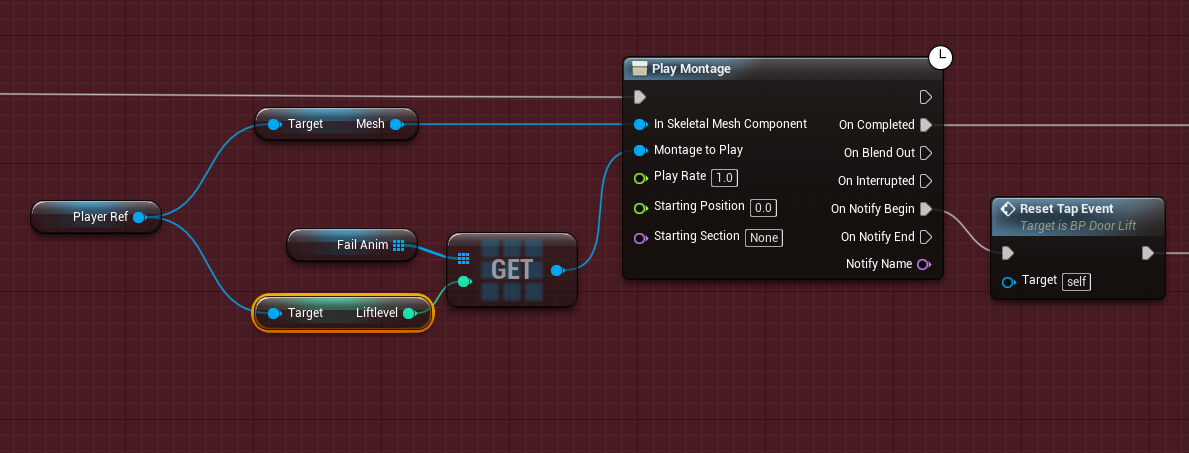 Play Montage
Target Mesh
In Skeletal Mesh Component On Completed
Montage to Play On Blend Out
Play Rate 1.0 On Interrupted
Starting Position 0.0 On Notify Begin
Starting Section None On Notify End
Notify Name
Player Ref
Fail Anim
GET
Target Liftlevel
Reset Tap Event
Target is BP Door Lift
Target self